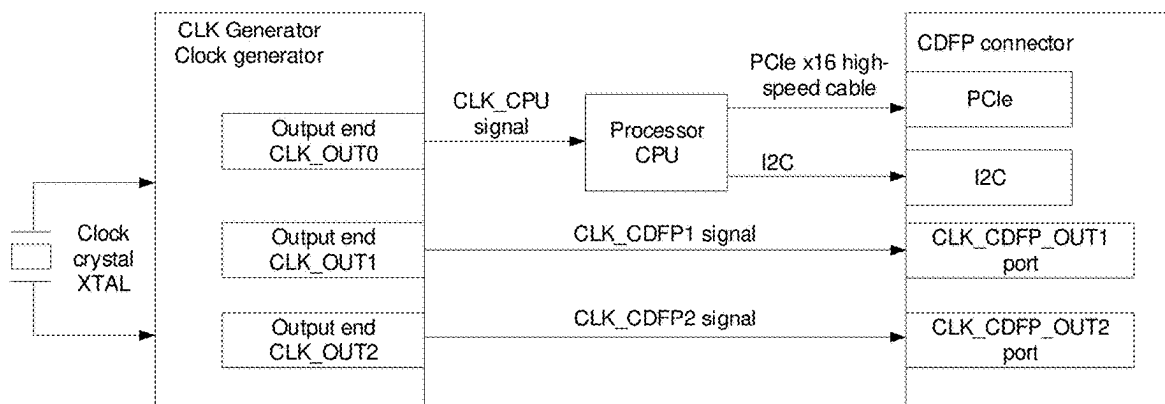 CLK Generator
Clock generator
Output end
CLK_OUT0
Output end
CLK_OUT1
Output end
CLK_OUT2
Clock
crystal
XTAL
CLK_CPU
signal
Processor
CPU
PCIe x16 high-
speed cable
I2C
CLK_CDFP1 signal
CLK_CDFP2 signal
CDFP connector
PCIe
I2C
CLK_CDFP_OUT1
port
CLK_CDFP_OUT2
port